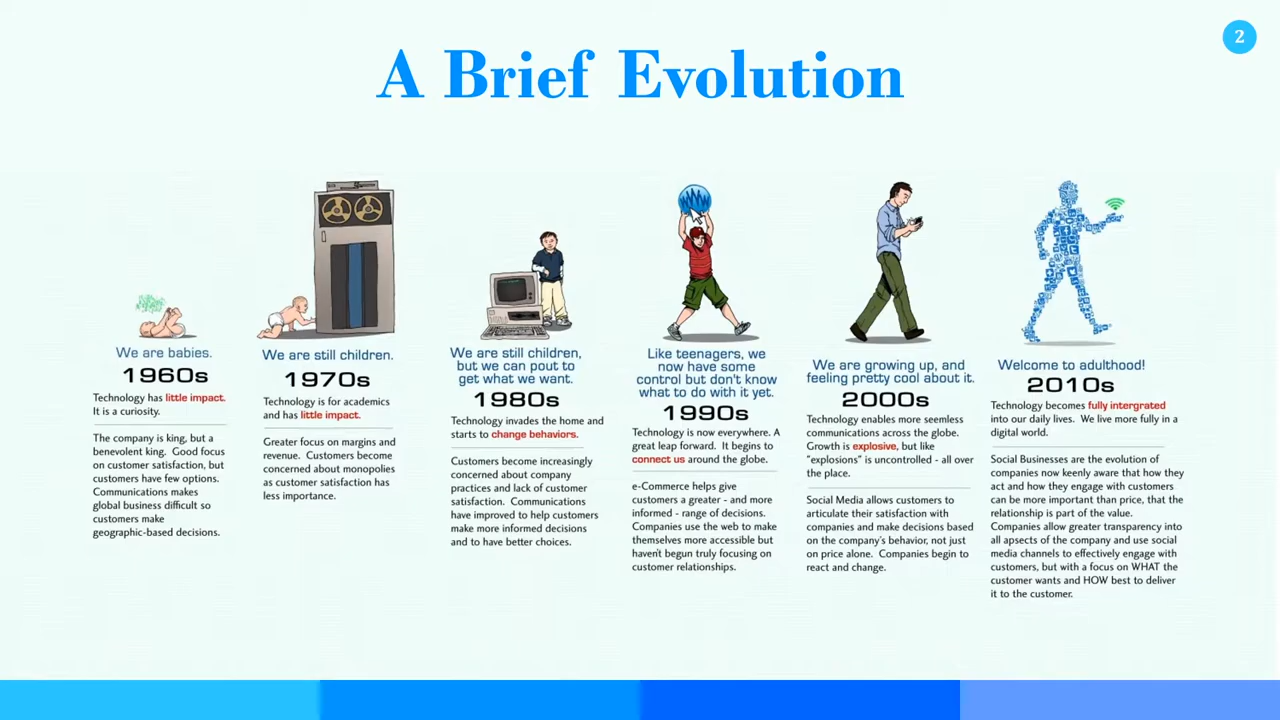 2
A Brief Evolution
We are babies.
1960s
Technology has little impact.
It is a curiosity.
The company is king, but a
benevolent king. Good focus
on customer satisfaction, but
customers have few options.
Communications makes
global business difficult so
customers make
geographic-based decisions.
We are still children.
1970s
Technology is for academics
and has little impact.
Greater focus on margins and
revenue. Customers become
concerned about monopolies
as customer satisfaction has
less importance.
We are still children,
but we can pout to
get what we want.
1980s
Technology invades the home and
starts to change behaviors.
Customers become increasingly
concerned about company
practices and lack of customer
satisfaction. Communications
have improved to help customers
make more informed decisions
and to have better choices.
Like teenagers, we
now have some
control but don't know
what to do with it yet.
1990s
Technology is now everywhere. A
great leap forward. It begins to
connect us around the globe.
e-Commerce helps give
customers a greater - and more
informed - range of decisions.
Companies use the web to make
themselves more accessible but
haven't begun truly focusing on
customer relationships.
We are growing up, and
feeling pretty cool about it.
2000s
Technology enables more seemless
communications across the globe.
Growth is explosive, but like
"explosions" is uncontrolled - all over
the place.
Social Media allows customers to
articulate their satisfaction with
companies and make decisions based
on the company's behavior, not just
on price alone. Companies begin to
react and change.
Welcome to adulthood!
2010s
Technology becomes fully intergrated
into our daily lives. We live more fully in a
digital world.
Social Businesses are the evolution of
companies now keenly aware that how they
act and how they engage with customers
can be more important than price, that the
relationship is part of the value.
Companies allow greater transparency into
all apsects of the company and use social
media channels to effectively engage with
customers, but with a focus on WHAT the
customer wants and HOW best to deliver
it to the customer.